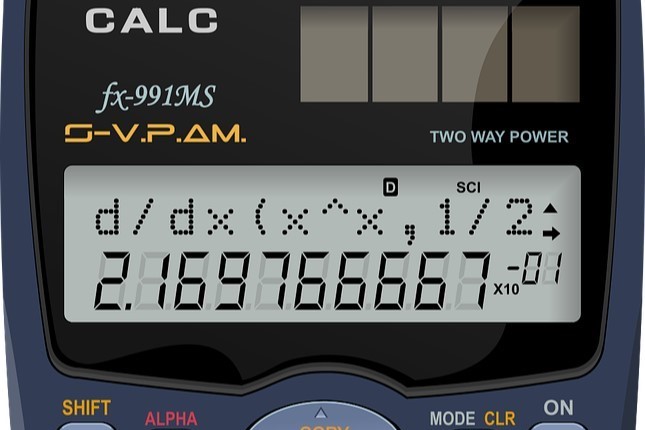 CALC
fx-991MS
S-V.P.A.M.
TWO WAY POWER
D SCI
d/dx(x^x,1/2
2.169766667 x10 -01
SHIFT ALPHA COPY MODE CLR ON